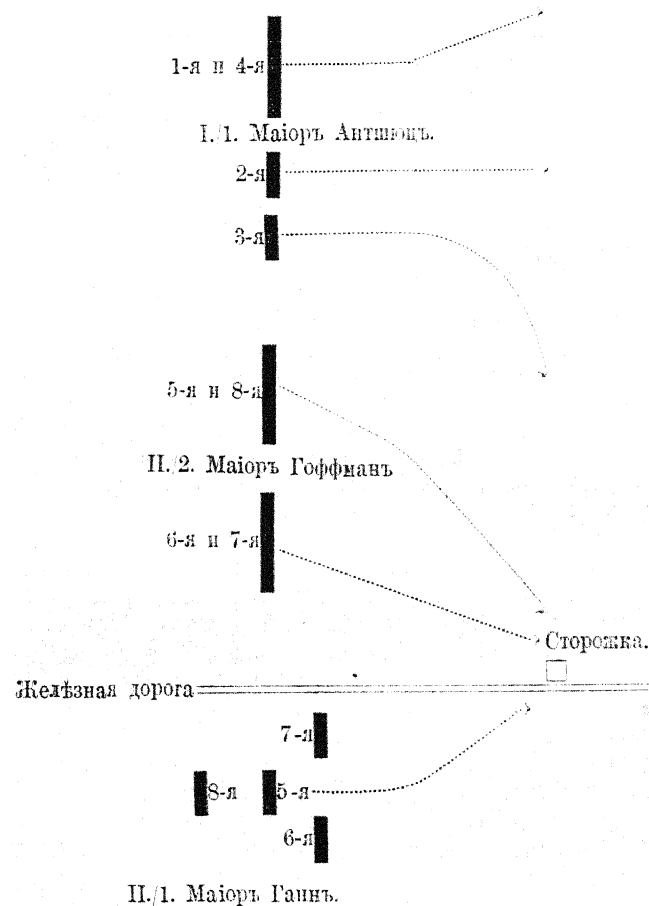 1-я и 4-я
I./1. Маіоръ Антшюцъ.
2-я
3-я
5-я и 8-я
II./2. Маіоръ Гоффманъ
6-я и 7-я
Сторожка.
Желѣзная дорога
7-я
8-я 5-я
6-я
II./1. Маіоръ Ганнъ.